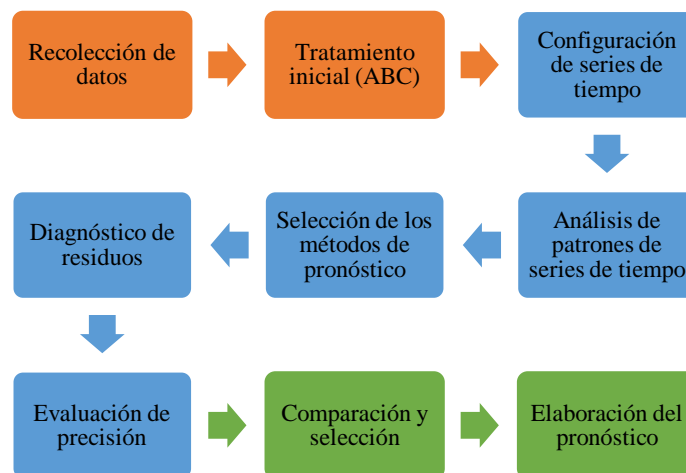 Recolección de
datos
Tratamiento
inicial (ABC)
Configuración
de series de
tiempo
Análisis de
patrones de
series de tiempo
Selección de los
métodos de
pronóstico
Diagnóstico de
residuos
Evaluación de
precisión
Comparación y
selección
Elaboración del
pronóstico